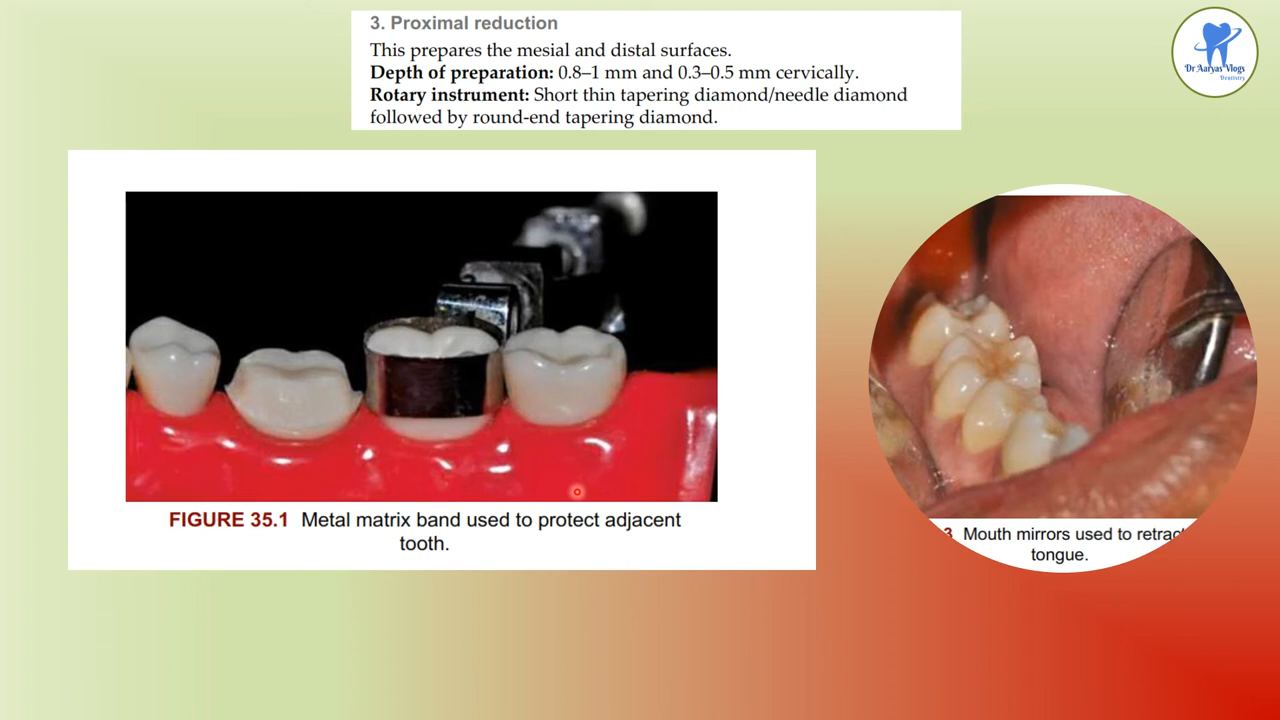 3. Proximal reduction
This prepares the mesial and distal surfaces.
Depth of preparation: 0.8–1 mm and 0.3–0.5 mm cervically.
Rotary instrument: Short thin tapering diamond/needle diamond
followed by round-end tapering diamond.
Dr Aaryas Vlogs
Dentistry
FIGURE 35.1 Metal matrix band used to protect adjacent
tooth.
3 Mouth mirrors used to retract
tongue.